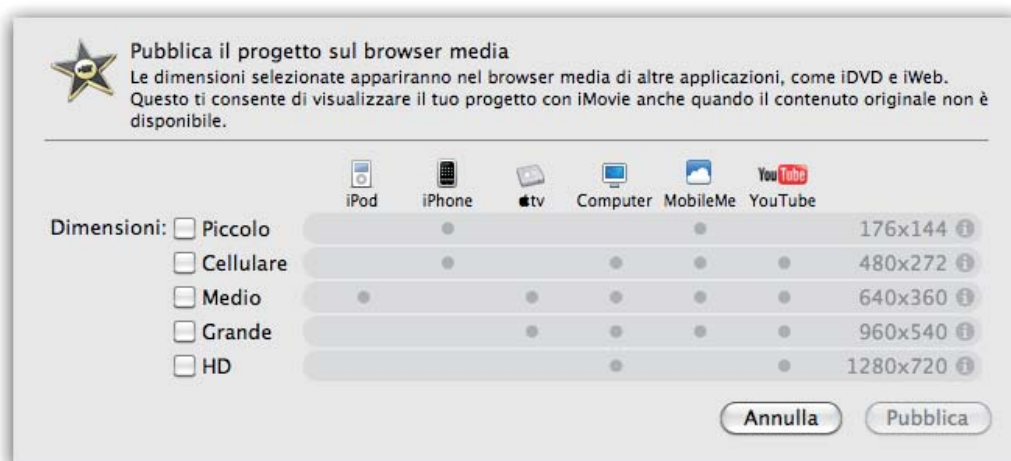 Pubblica il progetto sul browser media
Le dimensioni selezionate appariranno nel browser media di altre applicazioni, come iDVD e iWeb.
Questo ti consente di visualizzare il tuo progetto con iMovie anche quando il contenuto originale non è
disponibile.
You Tube
iPod iPhone tv Computer MobileMe YouTube
Dimensioni: Piccolo 176x144
Cellulare 480x272
Medio 640x360
Grande 960x540
HD 1280x720
Annulla Pubblica